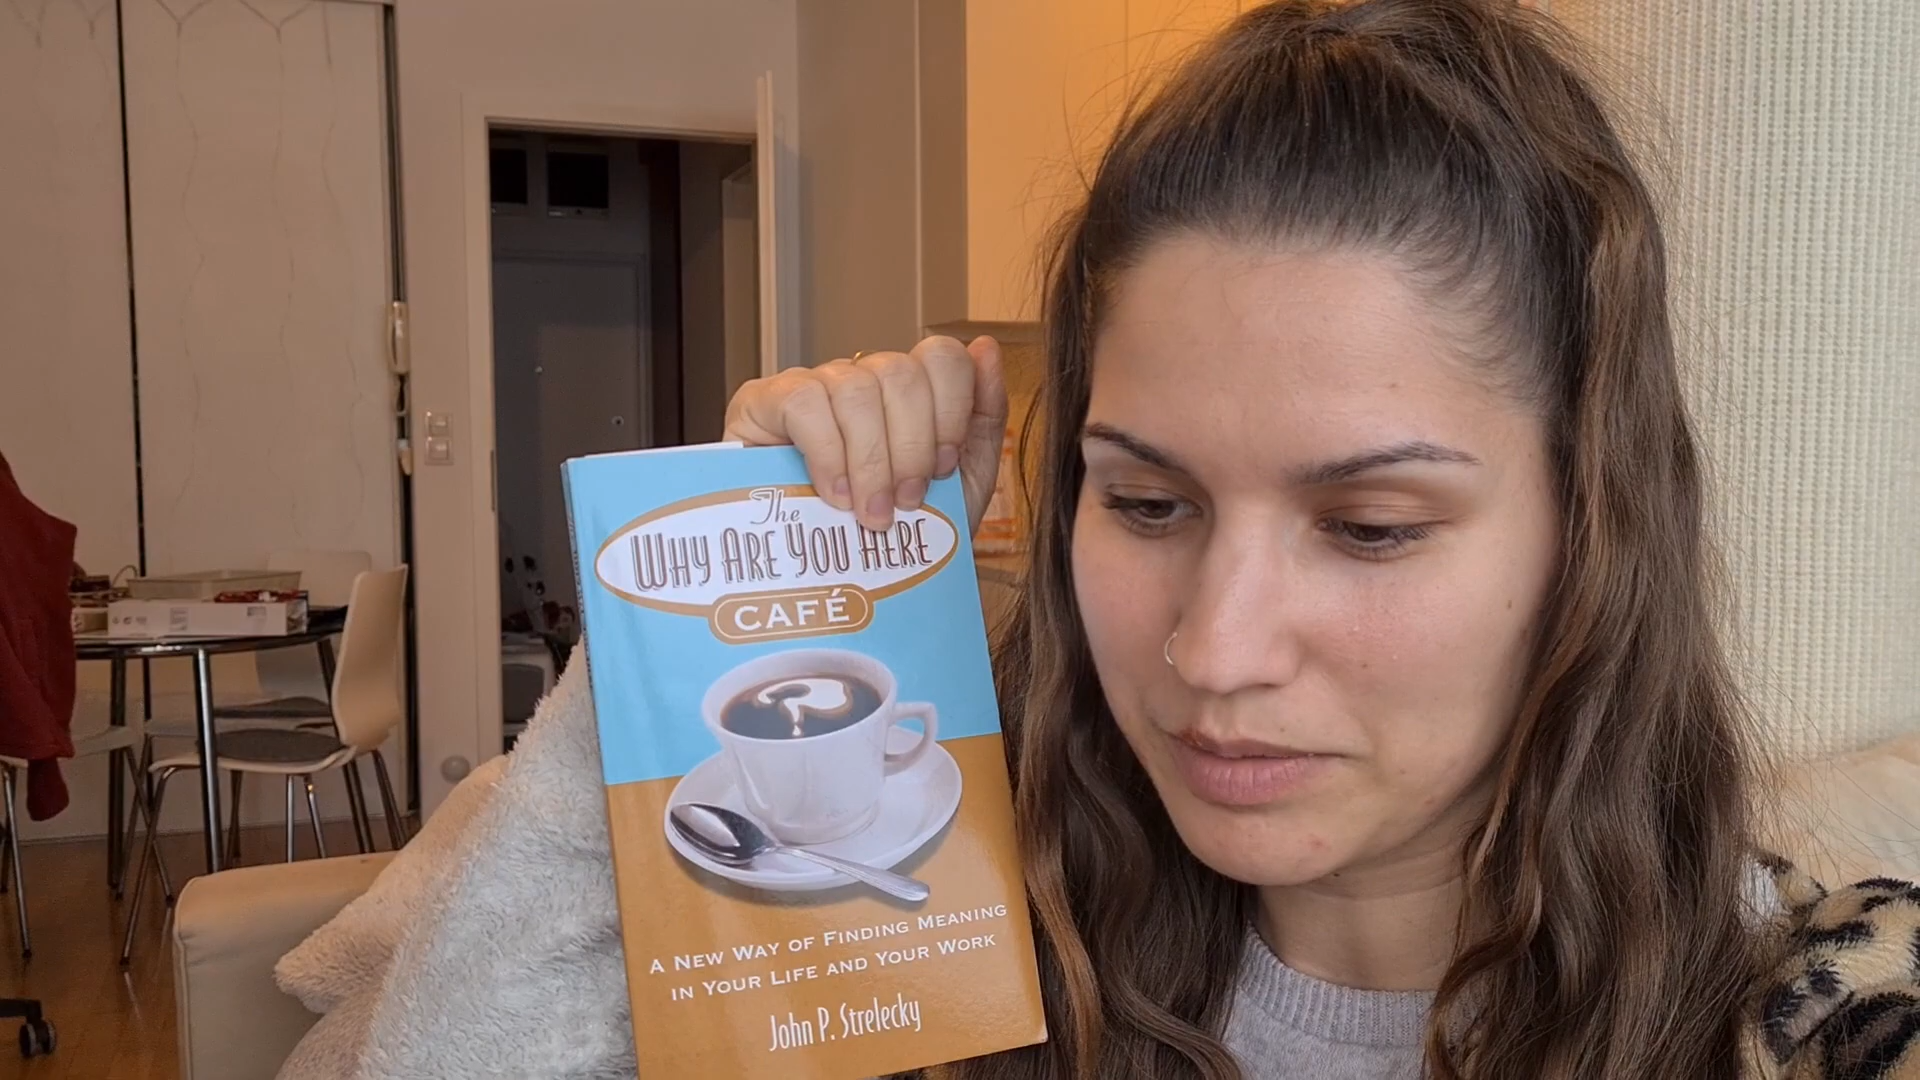 The
WHY ARE YOU HERE
CAFÉ
A NEW WAY OF FINDING MEANING
IN YOUR LIFE AND YOUR WORK
John P. Strelecky